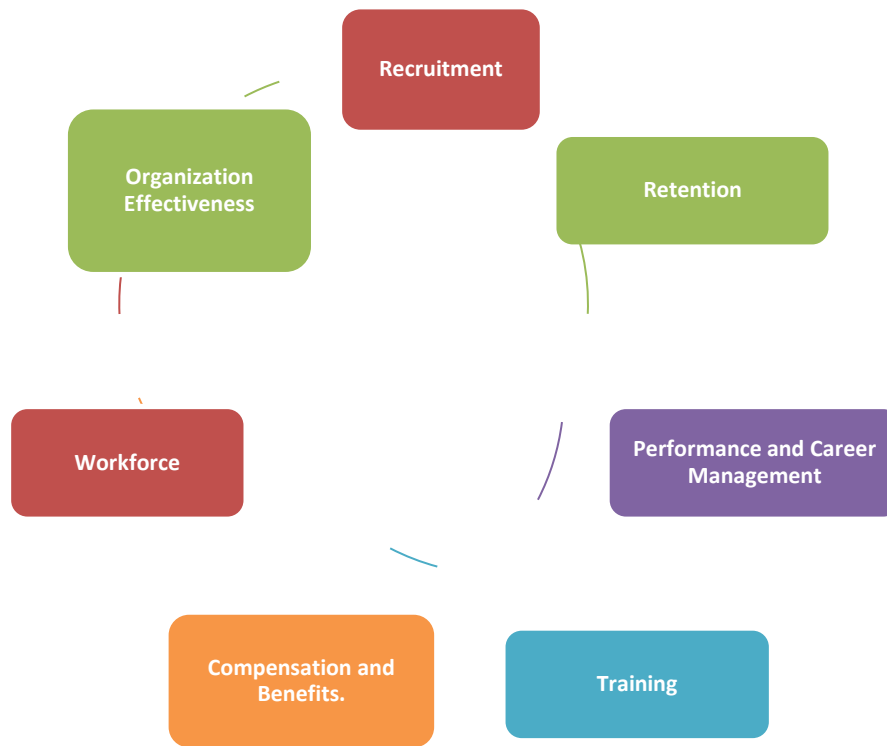 Recruitment
Retention
Performance and Career
Management
Training
Compensation and
Benefits.
Workforce
Organization
Effectiveness